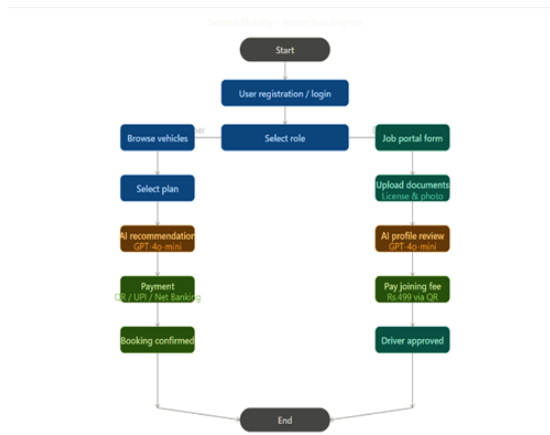 Start
User registration / login
Browse vehicles
Select role
Job portal form
Select plan
Upload documents
License & photo
AI recommendation
GPT-4o-mini
AI profile review
GPT-4o-mini
Payment
QR / UPI / Net Banking
Pay joining fee
Rs.499 via QR
Booking confirmed
Driver approved
End